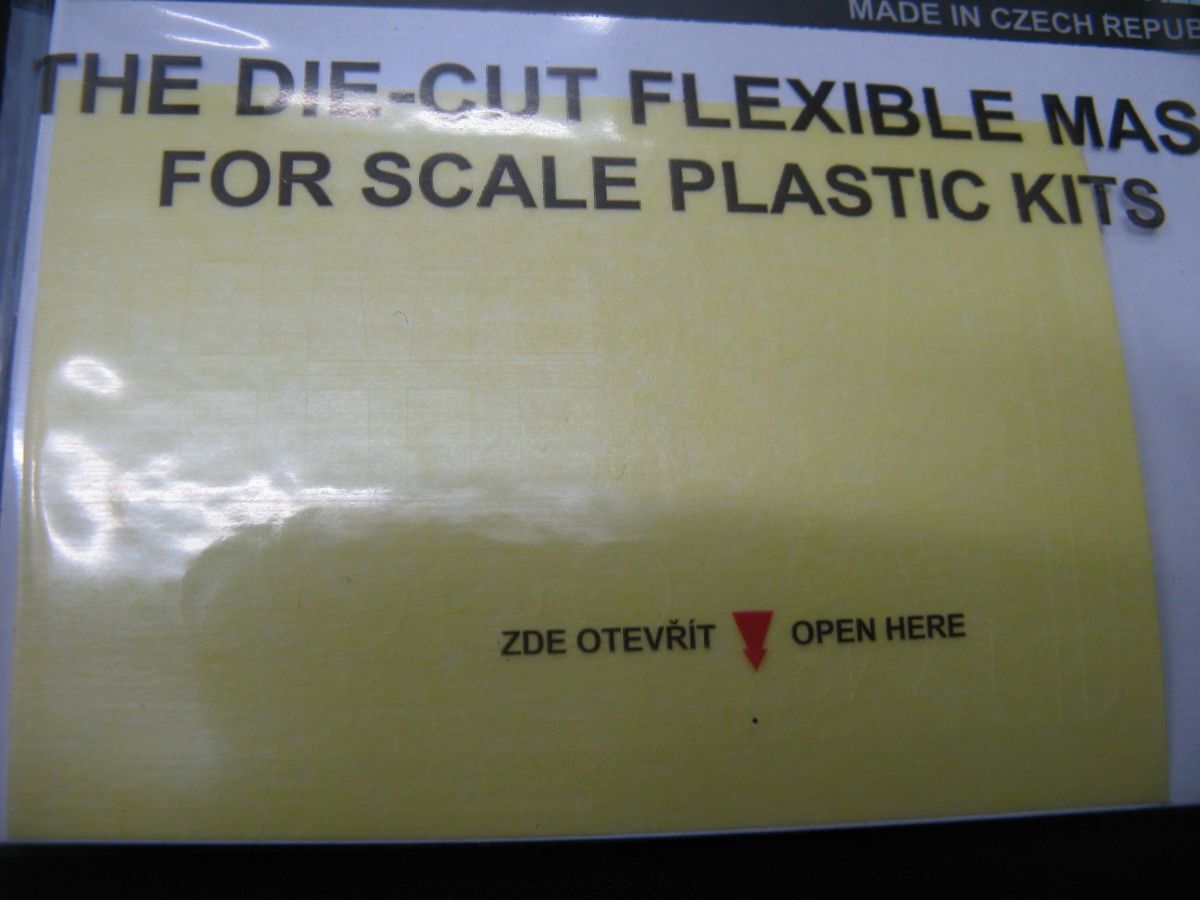 MADE IN CZECH REPUB
THE DIE-CUT FLEXIBLE MAS
FOR SCALE PLASTIC KITS
ZDE OTEVŘÍT OPEN HERE